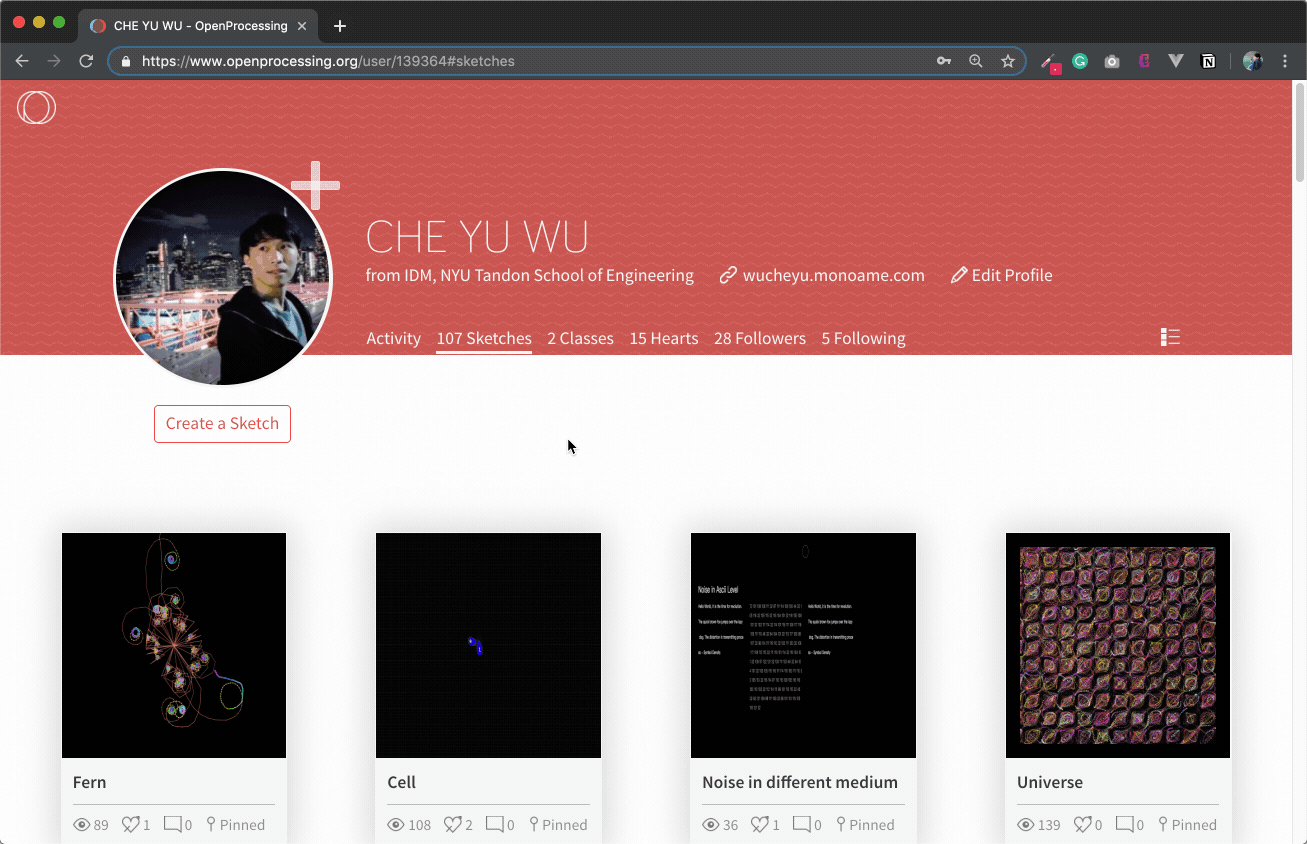 CHE YU WU - OpenProcessing
https://www.openprocessing.org/user/139364#sketches
CHE YU WU
from IDM, NYU Tandon School of Engineering wucheyu.monoame.com Edit Profile
Activity 107 Sketches 2 Classes 15 Hearts 28 Followers 5 Following
Create a Sketch
Noise in Ascii Level
Fern Cell Noise in different medium Universe
89 1 0 Pinned 108 2 0 Pinned 36 1 0 Pinned 139 0 0 Pinned